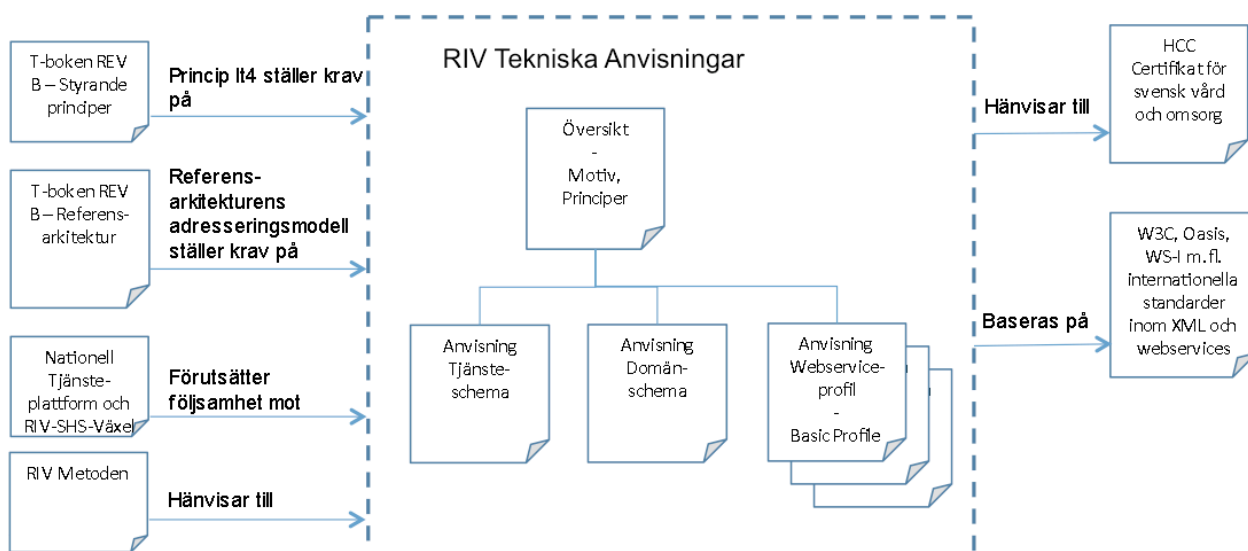 T-boken REV
B – Styrande
principer
Princip It4 ställer krav
på
T-boken REV
B – Referens-
arkitektur
Referens-
arkitekturens
adresseringsmodell
ställer krav på
Nationell
Tjänste-
plattform och
RIV-SHS-Växel
Förutsätter
följsamhet mot
RIV Metoden
Hänvisar till
RIV Tekniska Anvisningar
Översikt
-
Motiv,
Principer
Anvisning
Tjänste-
schema
Anvisning
Domän-
schema
Anvisning
Webservice-
profil
-
Basic Profile
Hänvisar till
HCC
Certifikat för
svensk vård
och omsorg
Baseras på
W3C, Oasis,
WS-I m.fl.
internationella
standarder
inom XML och
webservices